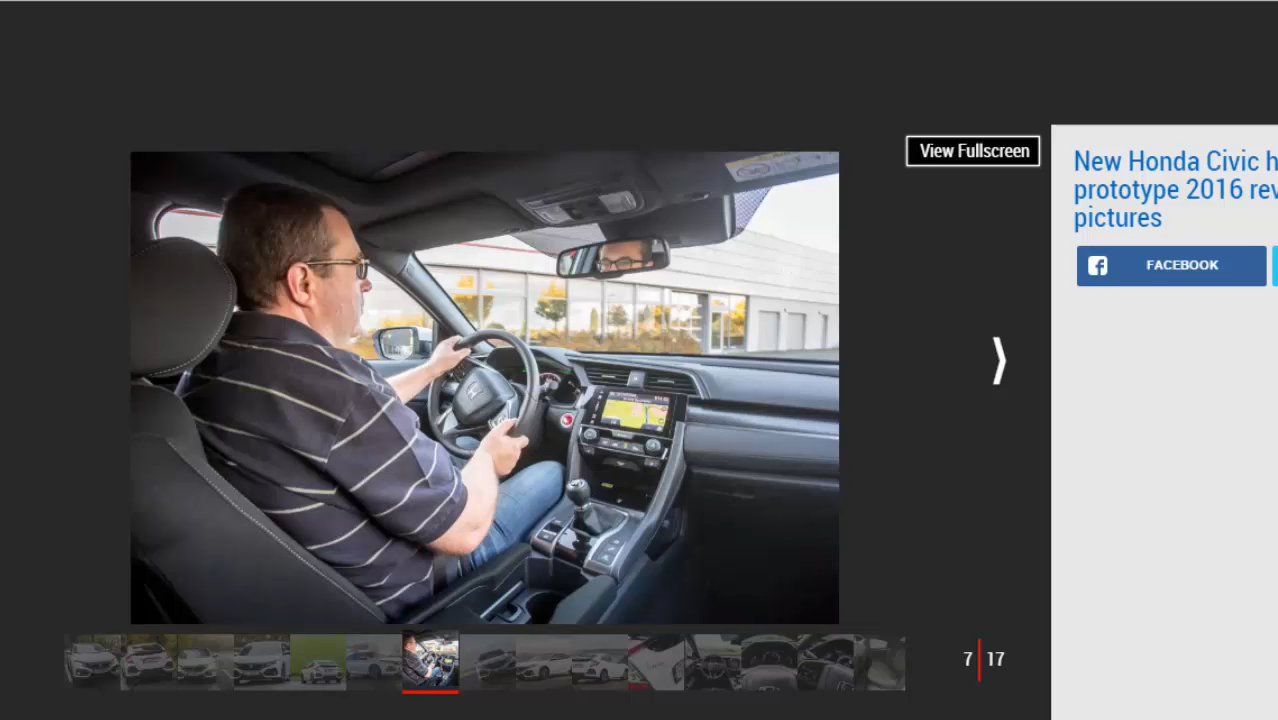 View Fullscreen
New Honda Civic h
prototype 2016 rev
pictures
FACEBOOK
7 17